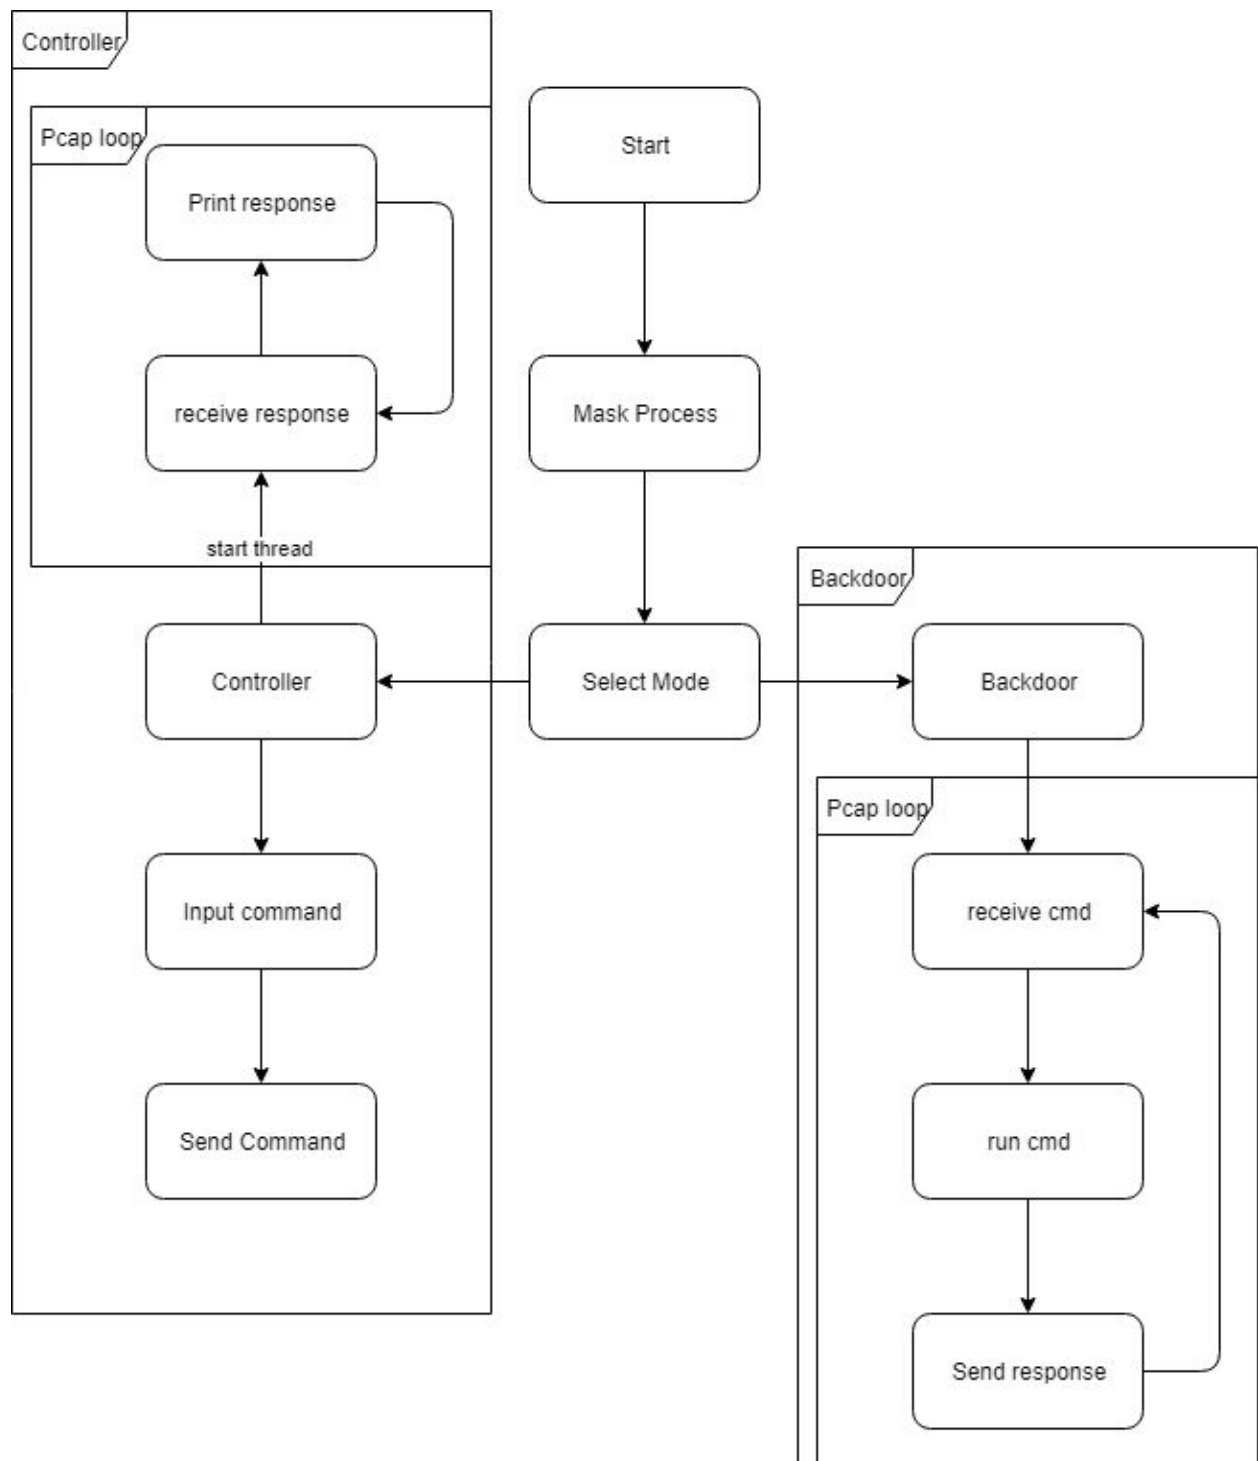 Controller
Pcap loop
Start
Print response
Mask Process
receive response
start thread
Backdoor
Controller
Select Mode
Backdoor
Pcap loop
Input command
receive cmd
Send Command
run cmd
Send response